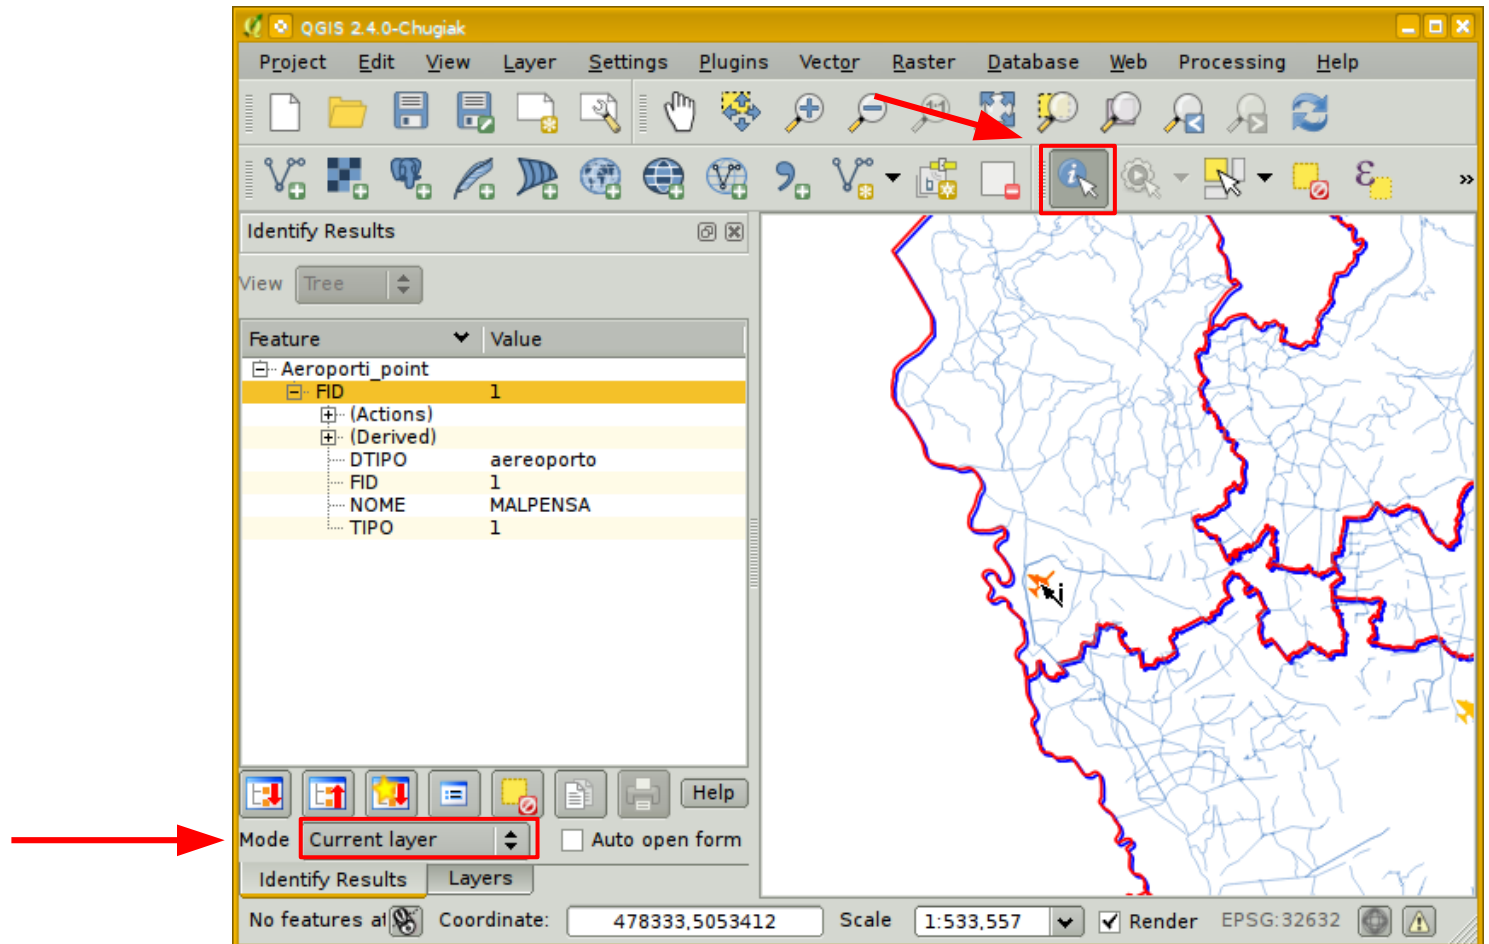 QGIS 2.4.0-Chugiak
Project Edit View Layer Settings Plugins Vector Raster Database Web Processing Help
»
Identify Results
View Tree
Feature Value
Aeroporti_point
FID 1
(Actions)
(Derived)
DTIPO aereoporto
FID 1
NOME MALPENSA
TIPO 1
Help
Mode Current layer Auto open form
Identify Results Layers
No features at Coordinate: 478333,5053412 Scale 1:533,557 Render EPSG:32632